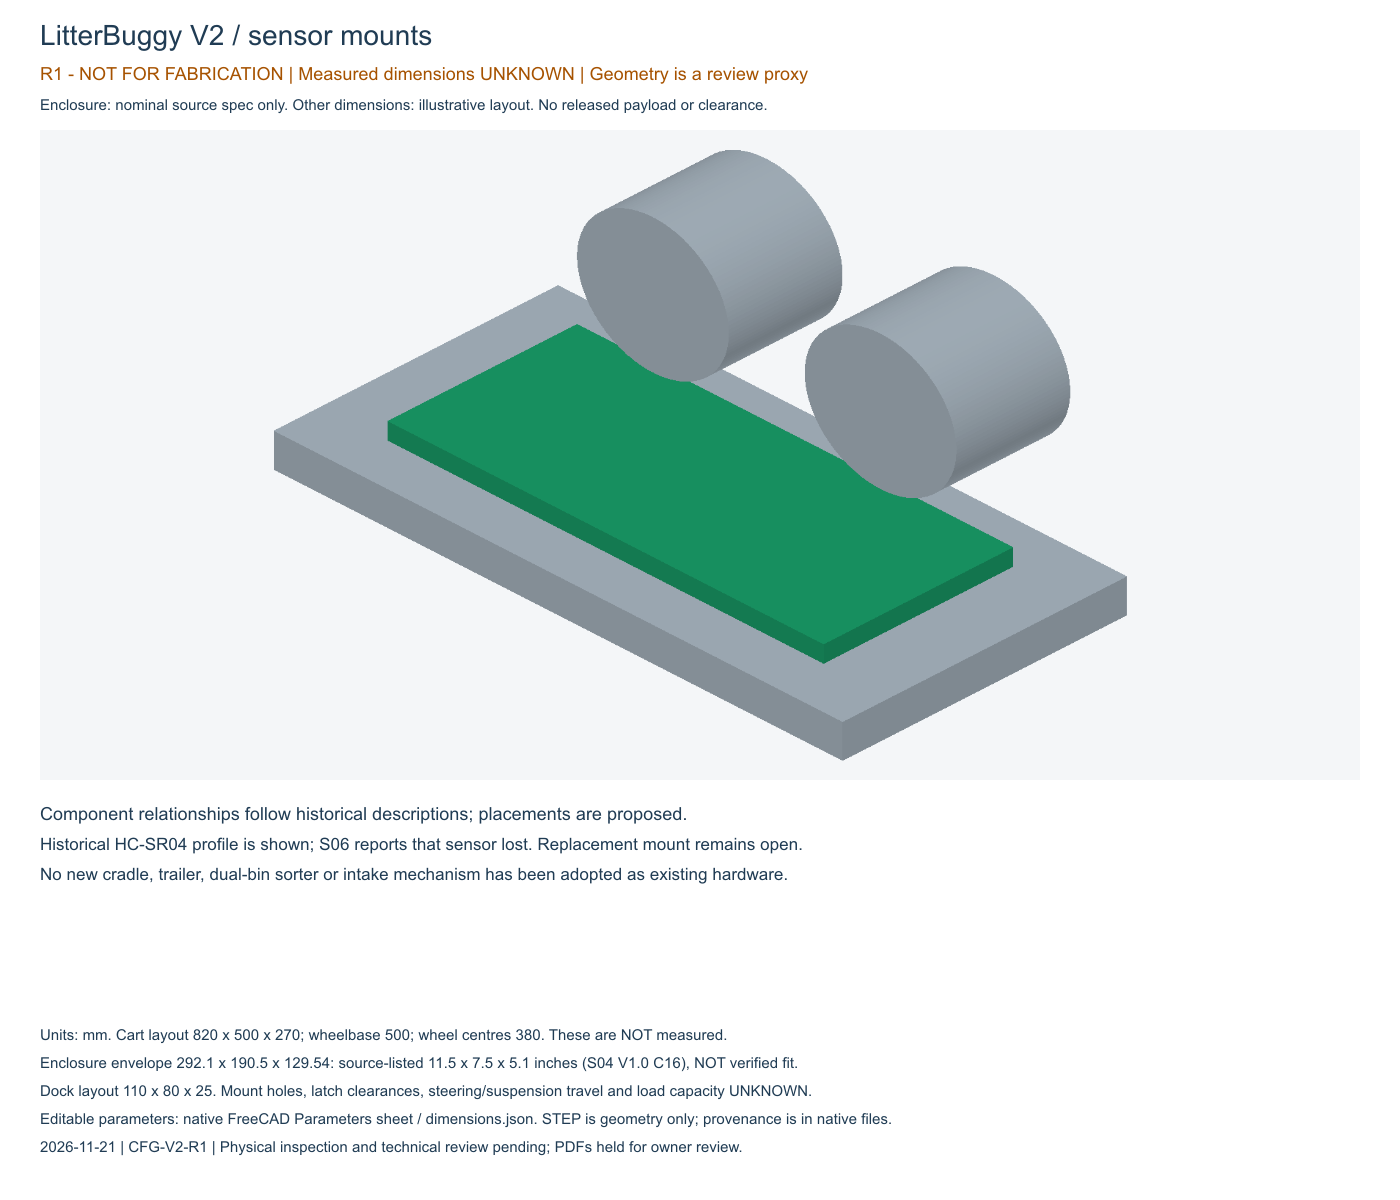 LitterBuggy V2 / sensor mounts
R1 - NOT FOR FABRICATION | Measured dimensions UNKNOWN | Geometry is a review proxy
Enclosure: nominal source spec only. Other dimensions: illustrative layout. No released payload or clearance.
Component relationships follow historical descriptions; placements are proposed.
Historical HC-SR04 profile is shown; S06 reports that sensor lost. Replacement mount remains open.
No new cradle, trailer, dual-bin sorter or intake mechanism has been adopted as existing hardware.
Units: mm. Cart layout 820 x 500 x 270; wheelbase 500; wheel centres 380. These are NOT measured.
Enclosure envelope 292.1 x 190.5 x 129.54: source-listed 11.5 x 7.5 x 5.1 inches (S04 V1.0 C16), NOT verified fit.
Dock layout 110 x 80 x 25. Mount holes, latch clearances, steering/suspension travel and load capacity UNKNOWN.
Editable parameters: native FreeCAD Parameters sheet / dimensions.json. STEP is geometry only; provenance is in native files.
2026-11-21 | CFG-V2-R1 | Physical inspection and technical review pending; PDFs held for owner review.